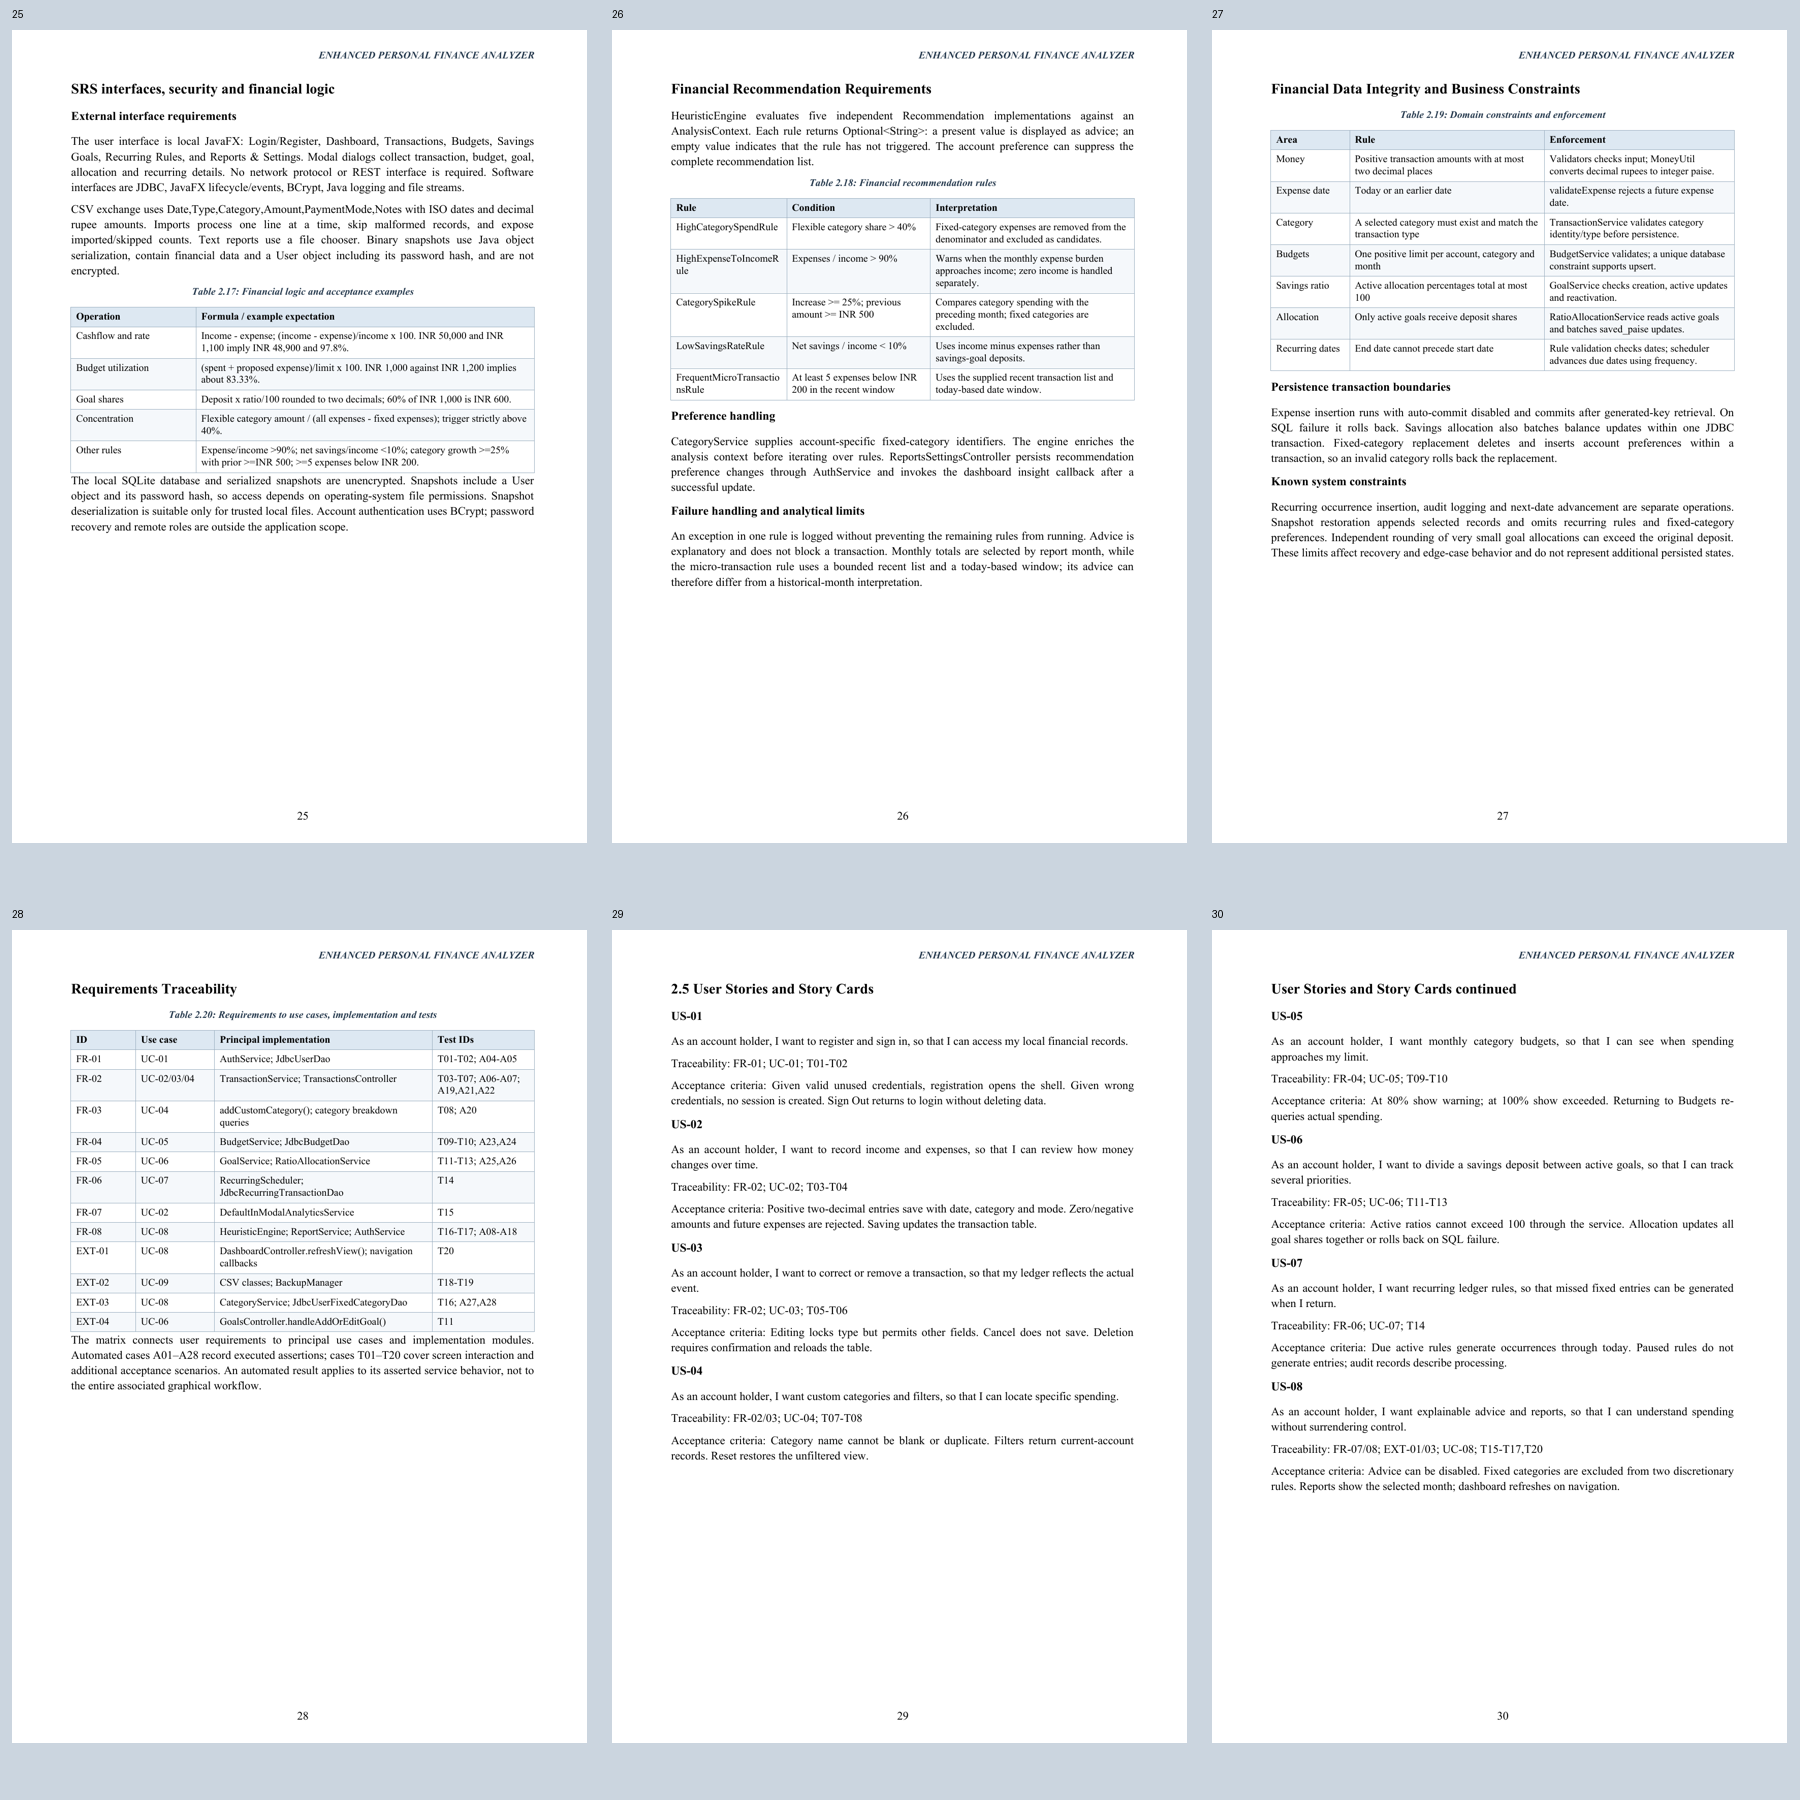 25
ENHANCED PERSONAL FINANCE ANALYZER
SRS interfaces, security and financial logic
External interface requirements
The user interface is local JavaFX: Login/Register, Dashboard, Transactions, Budgets, Savings
Goals, Recurring Rules, and Reports & Settings. Modal dialogs collect transaction, budget, goal,
allocation and recurring details. No network protocol or REST interface is required. Software
interfaces are JDBC, JavaFX lifecycle/events, BCrypt, Java logging and file streams.
CSV exchange uses Date,Type,Category,Amount,PaymentMode,Notes with ISO dates and decimal
rupee amounts. Imports process one line at a time, skip malformed records, and expose
imported/skipped counts. Text reports use a file chooser. Binary snapshots use Java object
serialization, contain financial data and a User object including its password hash, and are not
encrypted.
Table 2.17: Financial logic and acceptance examples
Operation Formula / example expectation
Cashflow and rate Income - expense; (income - expense)/income x 100. INR 50,000 and INR
1,100 imply INR 48,900 and 97.8%.
Budget utilization (spent + proposed expense)/limit x 100. INR 1,000 against INR 1,200 implies
about 83.33%.
Goal shares Deposit x ratio/100 rounded to two decimals; 60% of INR 1,000 is INR 600.
Concentration Flexible category amount / (all expenses - fixed expenses); trigger strictly above
40%.
Other rules Expense/income >90%; net savings/income <10%; category growth >=25%
with prior >=INR 500; >=5 expenses below INR 200.
The local SQLite database and serialized snapshots are unencrypted. Snapshots include a User
object and its password hash, so access depends on operating-system file permissions. Snapshot
deserialization is suitable only for trusted local files. Account authentication uses BCrypt; password
recovery and remote roles are outside the application scope.
25
26
ENHANCED PERSONAL FINANCE ANALYZER
Financial Recommendation Requirements
HeuristicEngine evaluates five independent Recommendation implementations against an
AnalysisContext. Each rule returns Optional<String>: a present value is displayed as advice; an
empty value indicates that the rule has not triggered. The account preference can suppress the
complete recommendation list.
Table 2.18: Financial recommendation rules
Rule Condition Interpretation
HighCategorySpendRule Flexible category share > 40% Fixed-category expenses are removed from the
denominator and excluded as candidates.
HighExpenseToIncomeR Expenses / income > 90% Warns when the monthly expense burden
ule approaches income; zero income is handled
separately.
CategorySpikeRule Increase >= 25%; previous Compares category spending with the
amount >= INR 500 preceding month; fixed categories are
excluded.
LowSavingsRateRule Net savings / income < 10% Uses income minus expenses rather than
savings-goal deposits.
FrequentMicroTransactio At least 5 expenses below INR Uses the supplied recent transaction list and
nsRule 200 in the recent window today-based date window.
Preference handling
CategoryService supplies account-specific fixed-category identifiers. The engine enriches the
analysis context before iterating over rules. ReportsSettingsController persists recommendation
preference changes through AuthService and invokes the dashboard insight callback after a
successful update.
Failure handling and analytical limits
An exception in one rule is logged without preventing the remaining rules from running. Advice is
explanatory and does not block a transaction. Monthly totals are selected by report month, while
the micro-transaction rule uses a bounded recent list and a today-based window; its advice can
therefore differ from a historical-month interpretation.
26
27
ENHANCED PERSONAL FINANCE ANALYZER
Financial Data Integrity and Business Constraints
Table 2.19: Domain constraints and enforcement
Area Rule Enforcement
Money Positive transaction amounts with at most Validators checks input; MoneyUtil
two decimal places converts decimal rupees to integer paise.
Expense date Today or an earlier date validateExpense rejects a future expense
date.
Category A selected category must exist and match the TransactionService validates category
transaction type identity/type before persistence.
Budgets One positive limit per account, category and BudgetService validates; a unique database
month constraint supports upsert.
Savings ratio Active allocation percentages total at most GoalService checks creation, active updates
100 and reactivation.
Allocation Only active goals receive deposit shares RatioAllocationService reads active goals
and batches saved_paise updates.
Recurring dates End date cannot precede start date Rule validation checks dates; scheduler
advances due dates using frequency.
Persistence transaction boundaries
Expense insertion runs with auto-commit disabled and commits after generated-key retrieval. On
SQL failure it rolls back. Savings allocation also batches balance updates within one JDBC
transaction. Fixed-category replacement deletes and inserts account preferences within a
transaction, so an invalid category rolls back the replacement.
Known system constraints
Recurring occurrence insertion, audit logging and next-date advancement are separate operations.
Snapshot restoration appends selected records and omits recurring rules and fixed-category
preferences. Independent rounding of very small goal allocations can exceed the original deposit.
These limits affect recovery and edge-case behavior and do not represent additional persisted states.
27
28
ENHANCED PERSONAL FINANCE ANALYZER
Requirements Traceability
Table 2.20: Requirements to use cases, implementation and tests
ID Use case Principal implementation Test IDs
FR-01 UC-01 AuthService; JdbcUserDao T01-T02; A04-A05
FR-02 UC-02/03/04 TransactionService; TransactionsController T03-T07; A06-A07;
A19,A21,A22
FR-03 UC-04 addCustomCategory(); category breakdown T08; A20
queries
FR-04 UC-05 BudgetService; JdbcBudgetDao T09-T10; A23,A24
FR-05 UC-06 GoalService; RatioAllocationService T11-T13; A25,A26
FR-06 UC-07 RecurringScheduler; T14
JdbcRecurringTransactionDao
FR-07 UC-02 DefaultInModalAnalyticsService T15
FR-08 UC-08 HeuristicEngine; ReportService; AuthService T16-T17; A08-A18
EXT-01 UC-08 DashboardController.refreshView(); navigation T20
callbacks
EXT-02 UC-09 CSV classes; BackupManager T18-T19
EXT-03 UC-08 CategoryService; JdbcUserFixedCategoryDao T16; A27,A28
EXT-04 UC-06 GoalsController.handleAddOrEditGoal() T11
The matrix connects user requirements to principal use cases and implementation modules.
Automated cases A01–A28 record executed assertions; cases T01–T20 cover screen interaction and
additional acceptance scenarios. An automated result applies to its asserted service behavior, not to
the entire associated graphical workflow.
28
29
ENHANCED PERSONAL FINANCE ANALYZER
2.5 User Stories and Story Cards
US-01
As an account holder, I want to register and sign in, so that I can access my local financial records.
Traceability: FR-01; UC-01; T01-T02
Acceptance criteria: Given valid unused credentials, registration opens the shell. Given wrong
credentials, no session is created. Sign Out returns to login without deleting data.
US-02
As an account holder, I want to record income and expenses, so that I can review how money
changes over time.
Traceability: FR-02; UC-02; T03-T04
Acceptance criteria: Positive two-decimal entries save with date, category and mode. Zero/negative
amounts and future expenses are rejected. Saving updates the transaction table.
US-03
As an account holder, I want to correct or remove a transaction, so that my ledger reflects the actual
event.
Traceability: FR-02; UC-03; T05-T06
Acceptance criteria: Editing locks type but permits other fields. Cancel does not save. Deletion
requires confirmation and reloads the table.
US-04
As an account holder, I want custom categories and filters, so that I can locate specific spending.
Traceability: FR-02/03; UC-04; T07-T08
Acceptance criteria: Category name cannot be blank or duplicate. Filters return current-account
records. Reset restores the unfiltered view.
29
30
ENHANCED PERSONAL FINANCE ANALYZER
User Stories and Story Cards continued
US-05
As an account holder, I want monthly category budgets, so that I can see when spending
approaches my limit.
Traceability: FR-04; UC-05; T09-T10
Acceptance criteria: At 80% show warning; at 100% show exceeded. Returning to Budgets re-
queries actual spending.
US-06
As an account holder, I want to divide a savings deposit between active goals, so that I can track
several priorities.
Traceability: FR-05; UC-06; T11-T13
Acceptance criteria: Active ratios cannot exceed 100 through the service. Allocation updates all
goal shares together or rolls back on SQL failure.
US-07
As an account holder, I want recurring ledger rules, so that missed fixed entries can be generated
when I return.
Traceability: FR-06; UC-07; T14
Acceptance criteria: Due active rules generate occurrences through today. Paused rules do not
generate entries; audit records describe processing.
US-08
As an account holder, I want explainable advice and reports, so that I can understand spending
without surrendering control.
Traceability: FR-07/08; EXT-01/03; UC-08; T15-T17,T20
Acceptance criteria: Advice can be disabled. Fixed categories are excluded from two discretionary
rules. Reports show the selected month; dashboard refreshes on navigation.
30